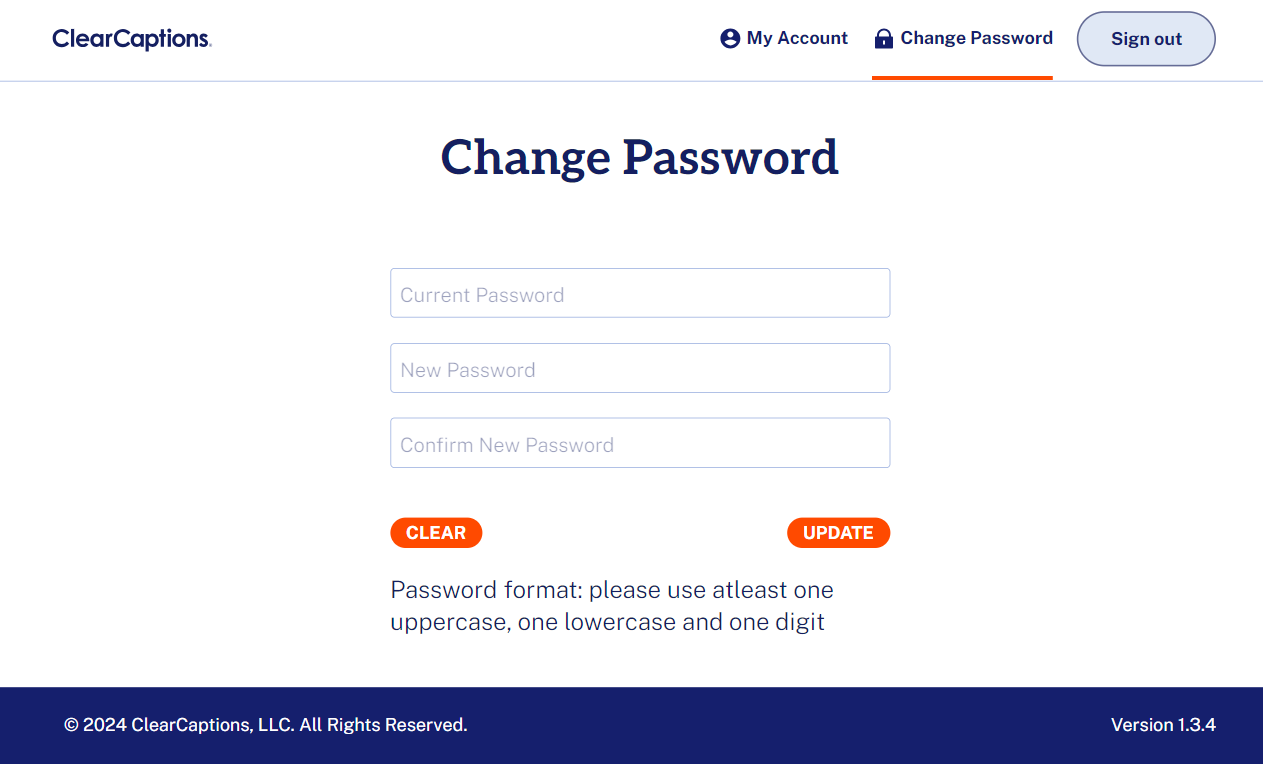 ClearCaptions.
My Account
Change Password
Sign out
Change Password
Current Password
New Password
Confirm New Password
CLEAR
UPDATE
Password format: please use atleast one
uppercase, one lowercase and one digit
© 2024 ClearCaptions, LLC. All Rights Reserved.
Version 1.3.4